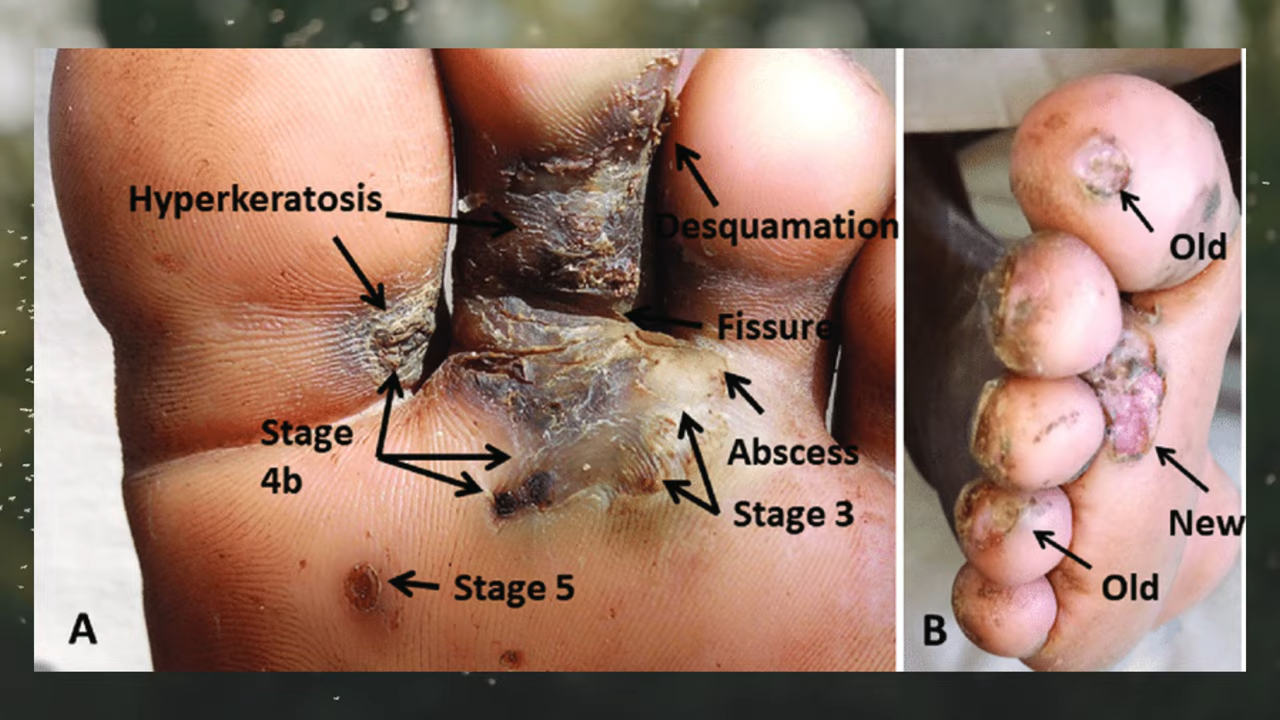 Hyperkeratosis
Desquamation
Fissure
Stage
4b
Abscess
Stage 3
Stage 5
A
Old
New
Old
B